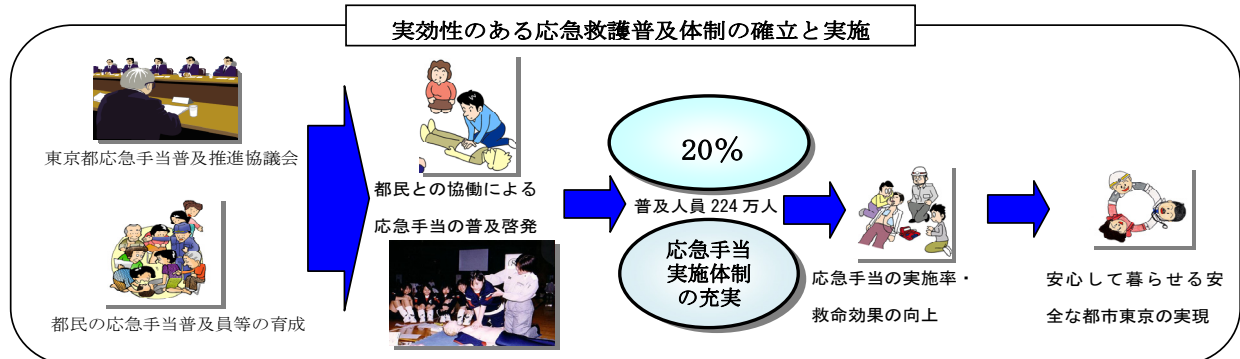 実効性のある応急救護普及体制の確立と実施
東京都応急手当普及推進協議会
都民の応急手当普及員等の育成
都民との協働による
応急手当の普及啓発
20%
普及人員 224 万人
応急手当
実施体制
の充実
応急手当の実施率・
救命効果の向上
安心して暮らせる安
全な都市東京の実現